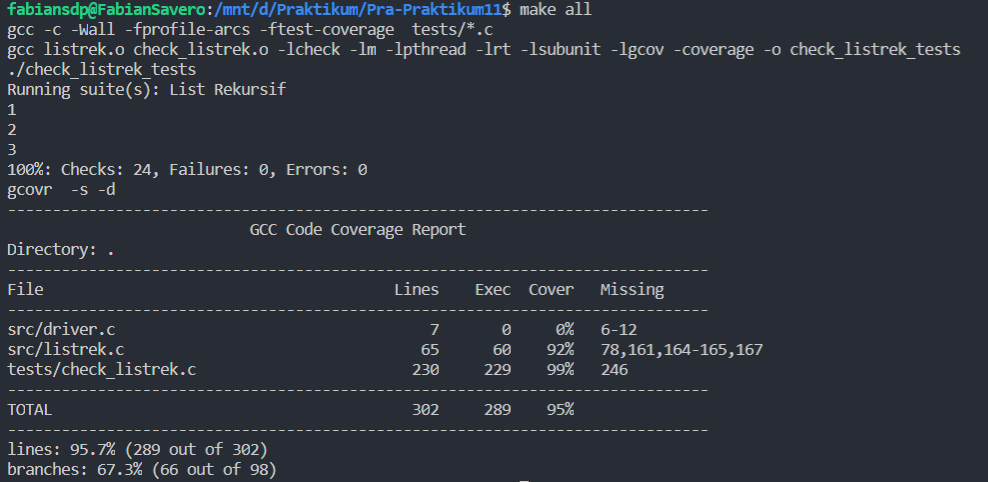 fabiansdp@FabianSavero:/mnt/d/Praktikum/Pra-Praktikum11$ make all
gcc -c -Wall -fprofile-arcs -ftest-coverage  tests/*.c
gcc listrek.o check_listrek.o -lcheck -lm -lpthread -lrt -lsubunit -lgcov -coverage -o check_listrek_tests
./check_listrek_tests
Running suite(s): List Rekursif
1
2
3
100%: Checks: 24, Failures: 0, Errors: 0
gcovr  -s -d
------------------------------------------------------------------------------
                           GCC Code Coverage Report
Directory: .
------------------------------------------------------------------------------
File                                       Lines    Exec  Cover   Missing
------------------------------------------------------------------------------
src/driver.c                                   7       0     0%   6-12
src/listrek.c                                 65      60    92%   78,161,164-165,167
tests/check_listrek.c                        230     229    99%   246
------------------------------------------------------------------------------
TOTAL                                        302     289    95%
------------------------------------------------------------------------------
lines: 95.7% (289 out of 302)
branches: 67.3% (66 out of 98)